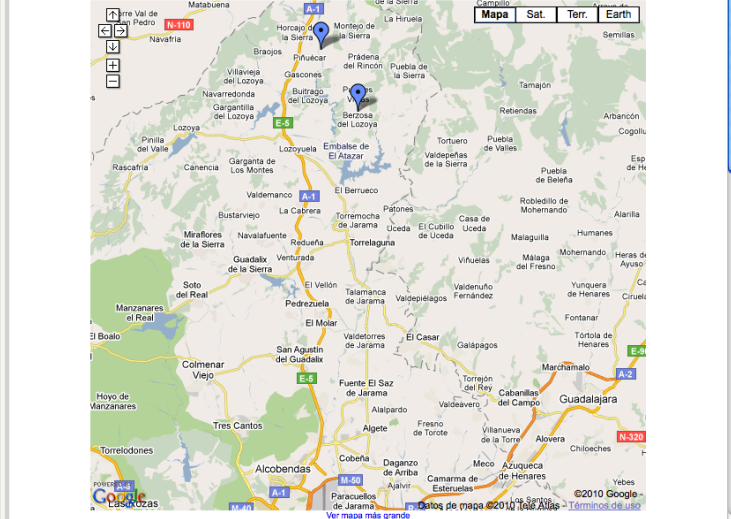 Matabuena
Campillo
A-1
de la Sierra
La Hiruela
Mapa
Sat.
Terr.
Earth
N-110
Navafría
Montejo de
la Sierra
Semillas
Braojos
Piñuécar
Prádena
del Rincón
Puebla de
la Sierra
Villavieja
del Lozoya
Gascones
Navarredonda
Buitrago
del Lozoya
Tamajón
Gargantilla
del Lozoya
Berzosa
del Lozoya
Retiendas
Arbancón
Lozoya
E-5
Pinilla
del Valle
Lozoyuela
Embalse de
El Atazar
Tortuero
Puebla
de Valles
Valdepeñas
de la Sierra
Rascafría
Canencia
Garganta de
Los Montes
Puebla
de Beleña
Valdemanco
A-1
El Berrueco
Robledillo de
Mohernando
Bustarviejo
La Cabrera
Torremocha
de Jarama
Patones
Uceda
El Cubillo
de Uceda
Casa de
Uceda
Alarilla
Miraflores
de la Sierra
Navalafuente
Redueña
Torrelaguna
Malaguilla
Humanes
Guadalix
de la Sierra
Venturada
Viñuelas
Málaga
del Fresno
Mohernando
Heras de
Ayuso
Soto
del Real
El Vellón
Talamanca
de Jarama
Valdepiélagos
Valdenuño
Fernández
Yunquera
de Henares
Manzanares
el Real
Pedrezuela
El Molar
Fontanar
El Boalo
Valdetorres
de Jarama
El Casar
Galápagos
Tórtola de
Henares
San Agustín
del Guadalix
Marchamalo
Colmenar
Viejo
E-5
A-2
Fuente El Saz
de Jarama
Torrejón
del Rey
Cabanillas
del Campo
Guadalajara
Hoyo de
Manzanares
Alalpardo
Valdeavero
Tres Cantos
Algete
Fresno
de Torote
Villanueva
de la Torre
Alovera
N-320
Chiloeches
Torrelodones
Alcobendas
Cobeña
Daganzo
de Arriba
Meco
Azuqueca
de Henares
M-50
Ajalvir
Camarma de
Esteruelas
Yebes
POWERED BY
Google
Las Rozas
A-1
M-40
Paracuellos
de Jarama
Los Santos
©2010 Google -
Datos de mapa ©2010 Tele Atlas - Términos de uso
Ver mapa más grande